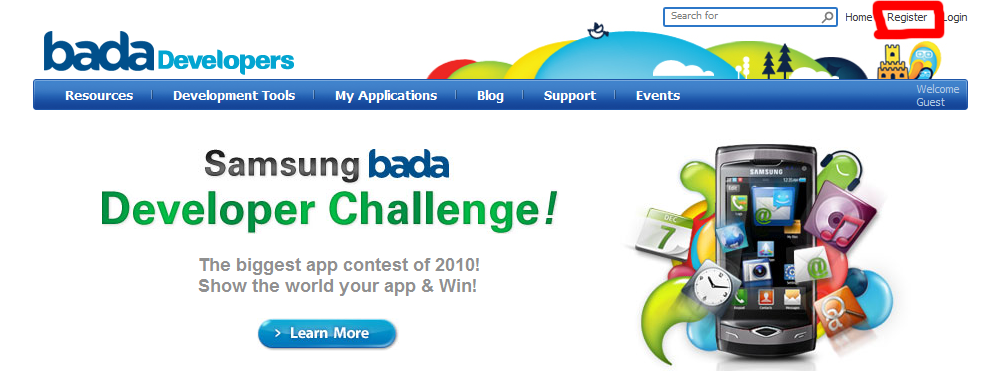 Search for
Home Register Login
bada Developers
Resources Development Tools My Applications Blog Support Events
Welcome
Guest
Samsung bada
Developer Challenge!
The biggest app contest of 2010!
Show the world your app & Win!
› Learn More
SAMSUNG
DEC
7